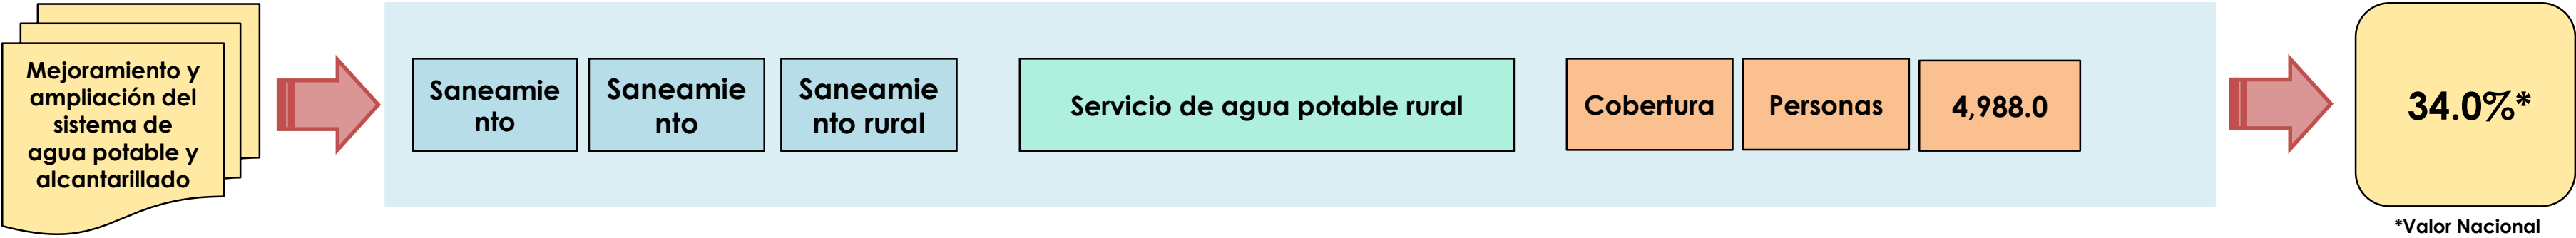 Mejoramiento y
ampliación del
sistema de
agua potable y
alcantarillado
Saneamie
nto
Saneamie
nto
Saneamie
nto rural
Servicio de agua potable rural
Cobertura
Personas
4,988.0
34.0%*
*Valor Nacional